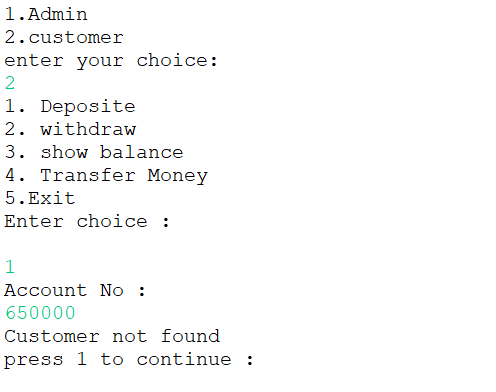 1.Admin
2.customer
enter your choice:
2
1. Deposite
2. withdraw
3. show balance
4. Transfer Money
5.Exit
Enter choice :
1
Account No :
650000
Customer not found
press 1 to continue :